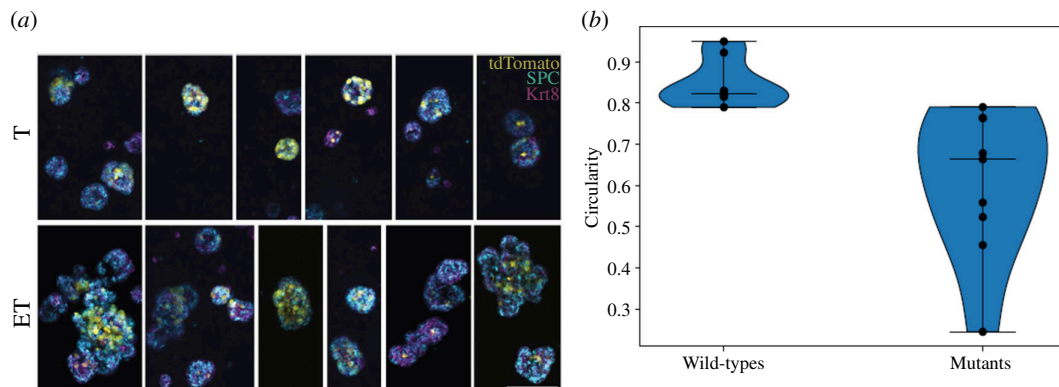 (a)
tdTomato
SPC
Krt8
T
ET
(b)
0.9
0.8
0.7
0.6
0.5
0.4
0.3
Circularity
Wild-types
Mutants